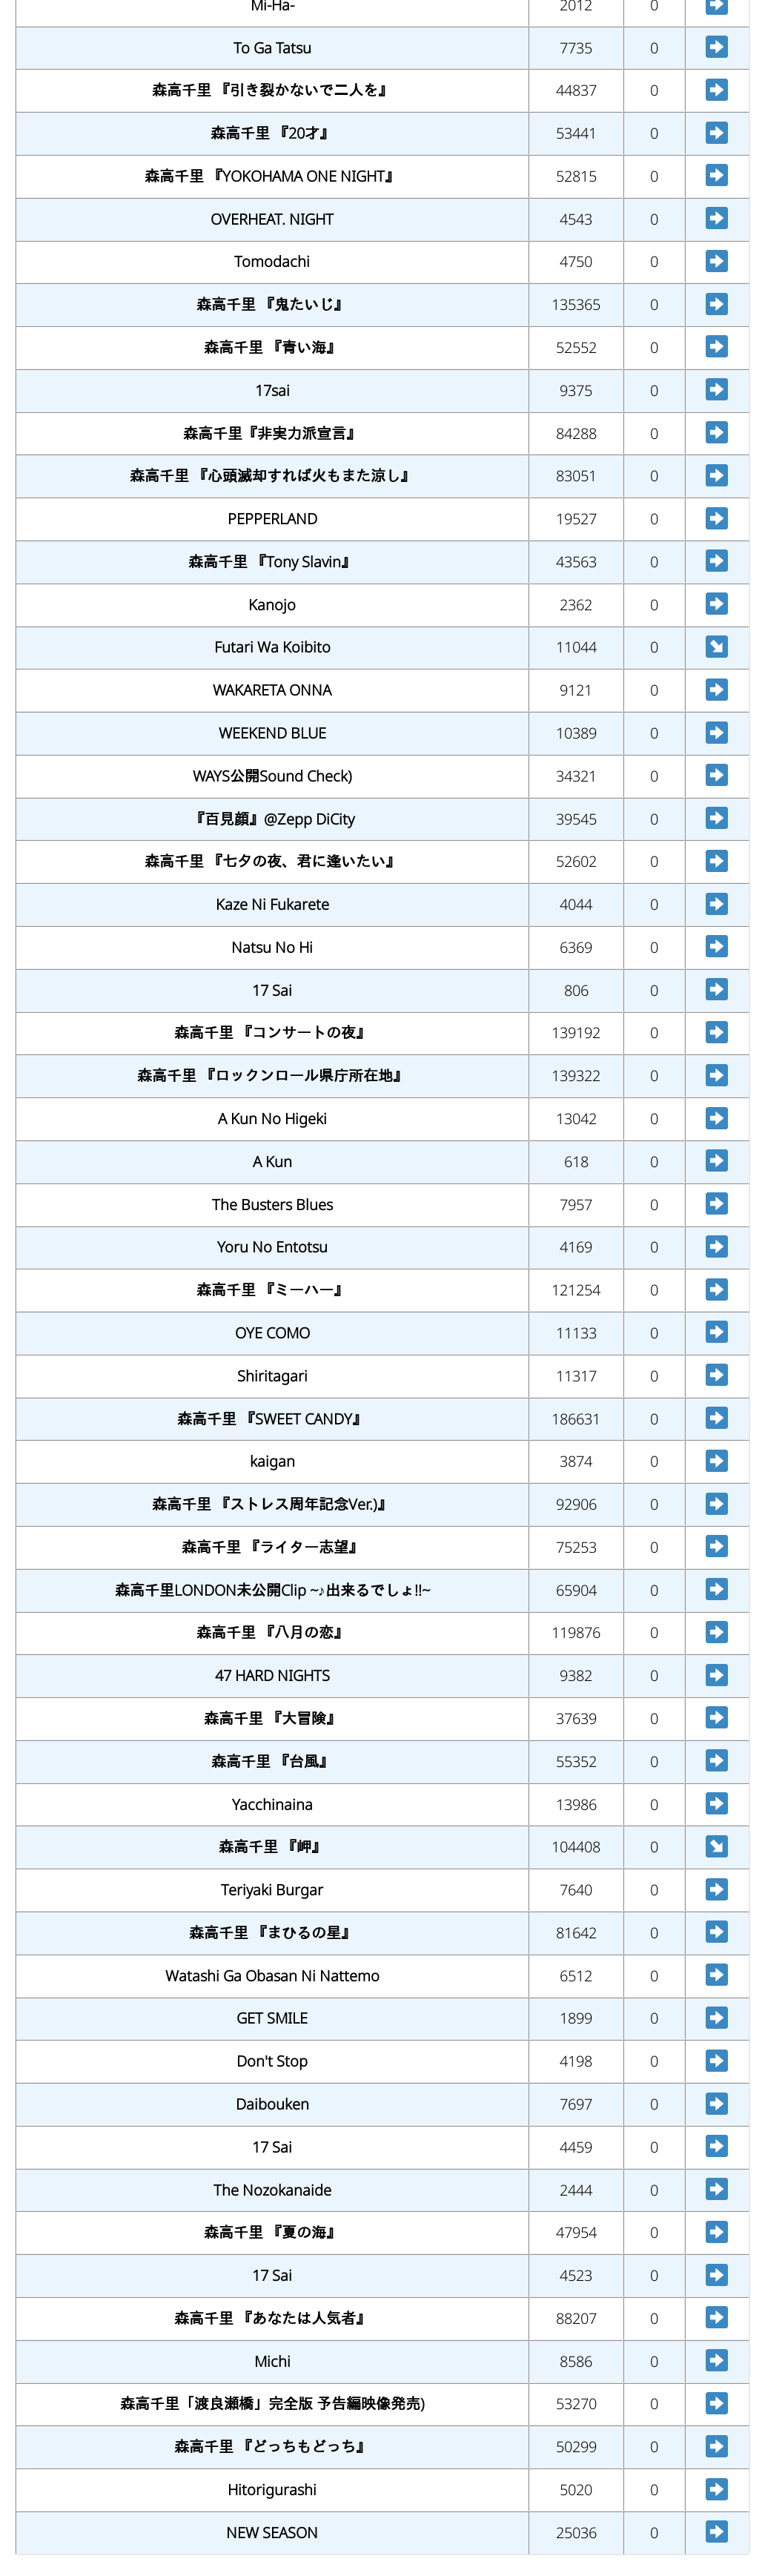 Mi-Ha- 2012 0
To Ga Tatsu 7735 0
森高千里 『引き裂かないで二人を』 44837 0
森高千里 『20才』 53441 0
森高千里 『YOKOHAMA ONE NIGHT』 52815 0
OVERHEAT. NIGHT 4543 0
Tomodachi 4750 0
森高千里 『鬼たいじ』 135365 0
森高千里 『青い海』 52552 0
17sai 9375 0
森高千里『非実力派宣言』 84288 0
森高千里 『心頭滅却すれば火もまた涼し』 83051 0
PEPPERLAND 19527 0
森高千里 『Tony Slavin』 43563 0
Kanojo 2362 0
Futari Wa Koibito 11044 0
WAKARETA ONNA 9121 0
WEEKEND BLUE 10389 0
WAYS公開Sound Check) 34321 0
『百見顔』@Zepp DiCity 39545 0
森高千里 『七夕の夜、君に逢いたい』 52602 0
Kaze Ni Fukarete 4044 0
Natsu No Hi 6369 0
17 Sai 806 0
森高千里 『コンサートの夜』 139192 0
森高千里 『ロックンロール県庁所在地』 139322 0
A Kun No Higeki 13042 0
A Kun 618 0
The Busters Blues 7957 0
Yoru No Entotsu 4169 0
森高千里 『ミーハー』 121254 0
OYE COMO 11133 0
Shiritagari 11317 0
森高千里 『SWEET CANDY』 186631 0
kaigan 3874 0
森高千里 『ストレス周年記念Ver.)』 92906 0
森高千里 『ライター志望』 75253 0
森高千里LONDON未公開Clip ~♪出来るでしょ!!~ 65904 0
森高千里 『八月の恋』 119876 0
47 HARD NIGHTS 9382 0
森高千里 『大冒険』 37639 0
森高千里 『台風』 55352 0
Yacchinaina 13986 0
森高千里 『岬』 104408 0
Teriyaki Burgar 7640 0
森高千里 『まひるの星』 81642 0
Watashi Ga Obasan Ni Nattemo 6512 0
GET SMILE 1899 0
Don't Stop 4198 0
Daibouken 7697 0
17 Sai 4459 0
The Nozokanaide 2444 0
森高千里 『夏の海』 47954 0
17 Sai 4523 0
森高千里 『あなたは人気者』 88207 0
Michi 8586 0
森高千里「渡良瀬橋」完全版 予告編映像発売) 53270 0
森高千里 『どっちもどっち』 50299 0
Hitorigurashi 5020 0
NEW SEASON 25036 0